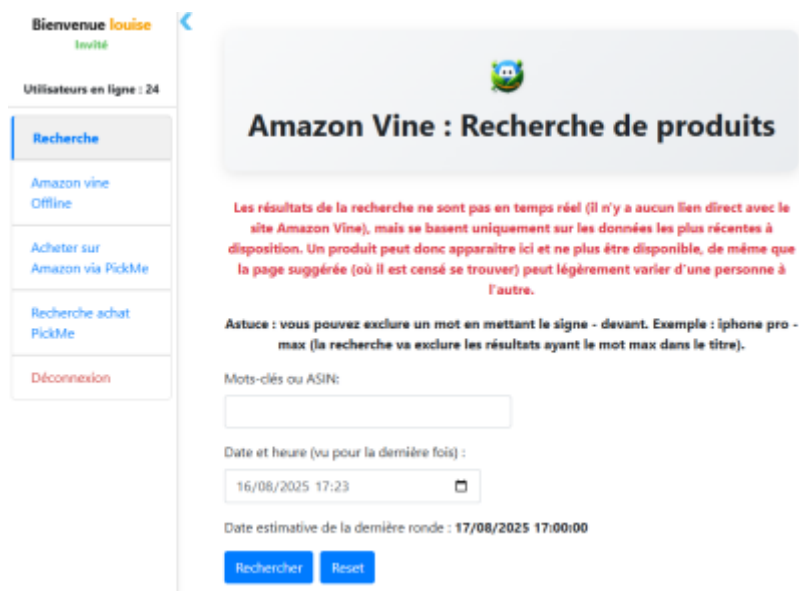 Bienvenue louise
Invité
Utilisateurs en ligne : 24
Recherche
Amazon vine
Offline
Acheter sur
Amazon via PickMe
Recherche achat
PickMe
Déconnexion
Amazon Vine : Recherche de produits
Les résultats de la recherche ne sont pas en temps réel (il n'y a aucun lien direct avec le
site Amazon Vine), mais se basent uniquement sur les données les plus récentes à
disposition. Un produit peut donc apparaitre ici et ne plus être disponible, de même que
la page suggérée (où il est censé se trouver) peut légèrement varier d'une personne à
l'autre.
Astuce : vous pouvez exclure un mot en mettant le signe - devant. Exemple : iphone pro -
max (la recherche va exclure les résultats ayant le mot max dans le titre).
Mots-clés ou ASIN:
Date et heure (vu pour la dernière fois) :
16/08/2025 17:23
Date estimative de la dernière ronde : 17/08/2025 17:00:00
Rechercher Reset